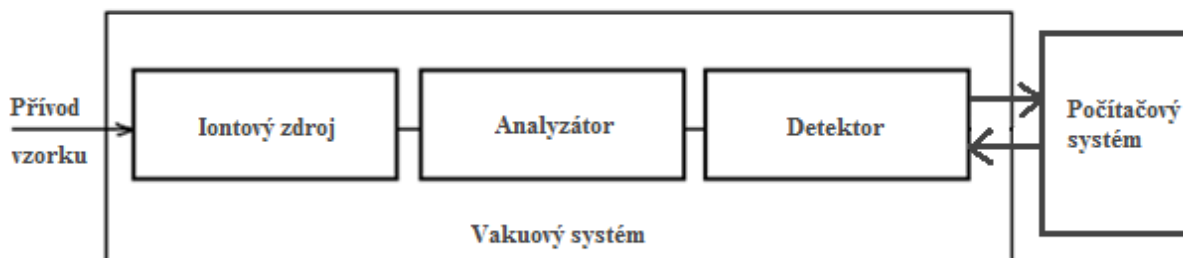 Přívod
vzorku
Iontový zdroj
Analyzátor
Detektor
Počítačový
systém
Vakuový systém